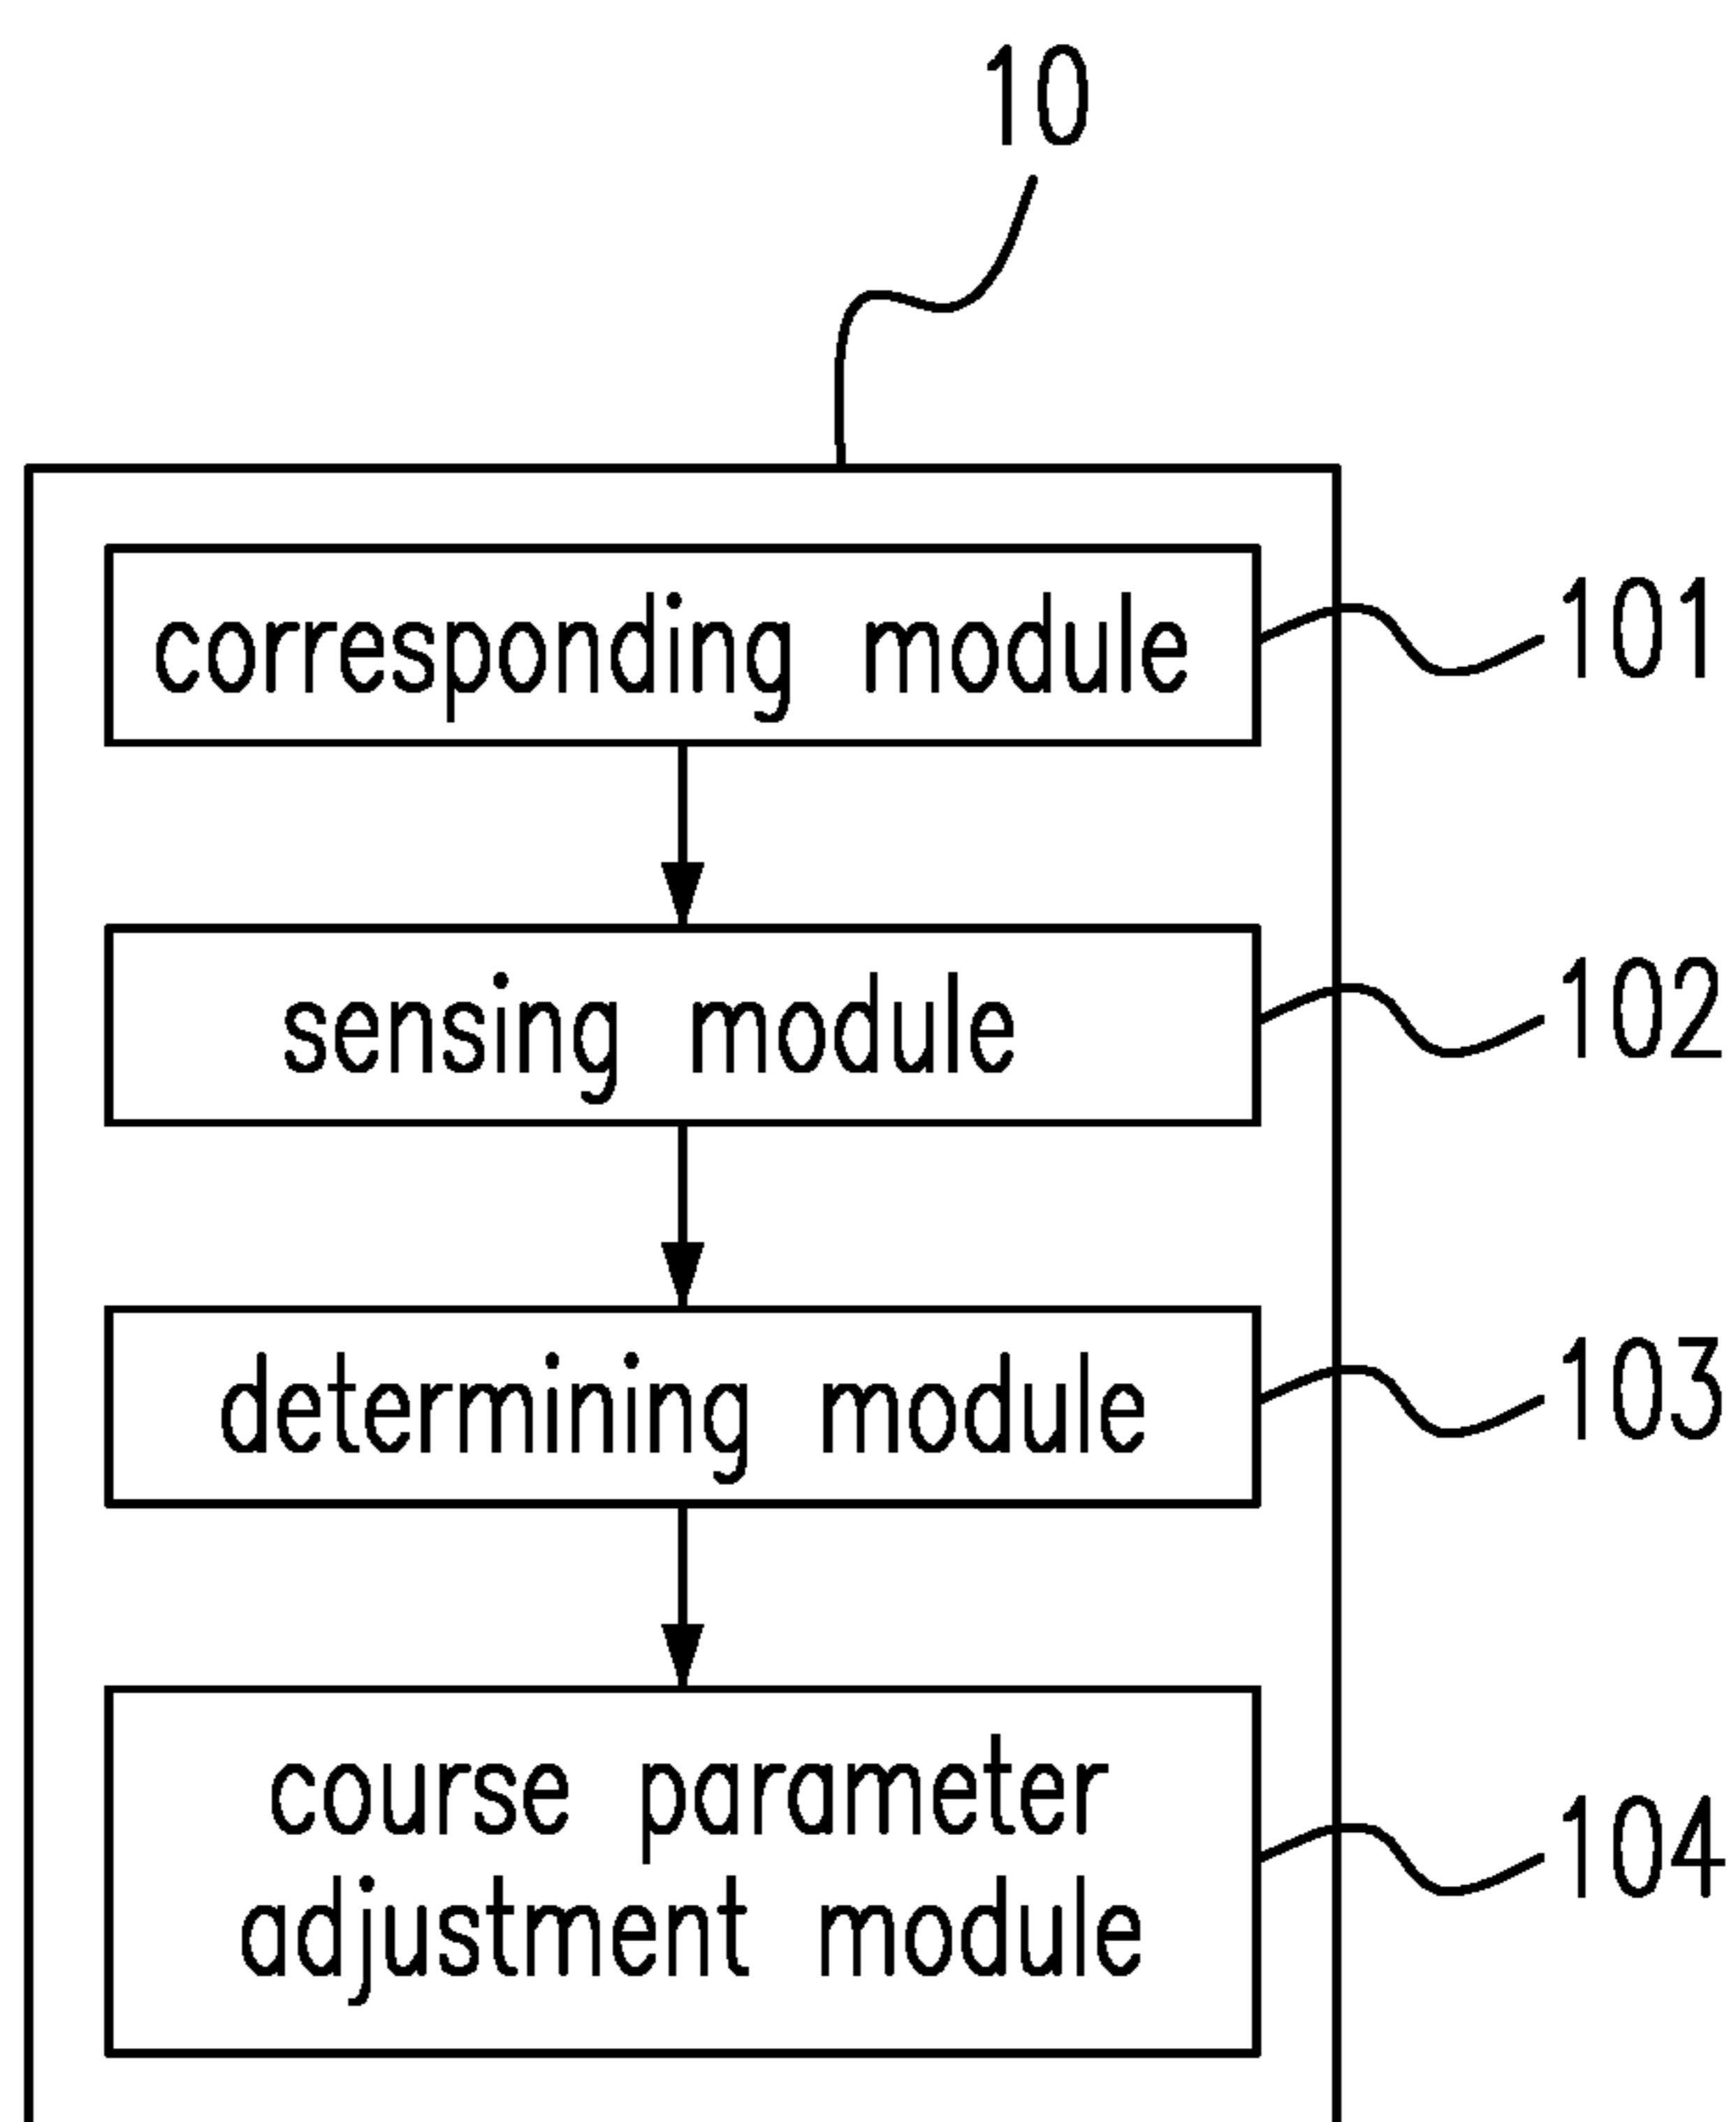 10
corresponding module
101
sensing module
102
determining module
103
course parameter
adjustment module
104